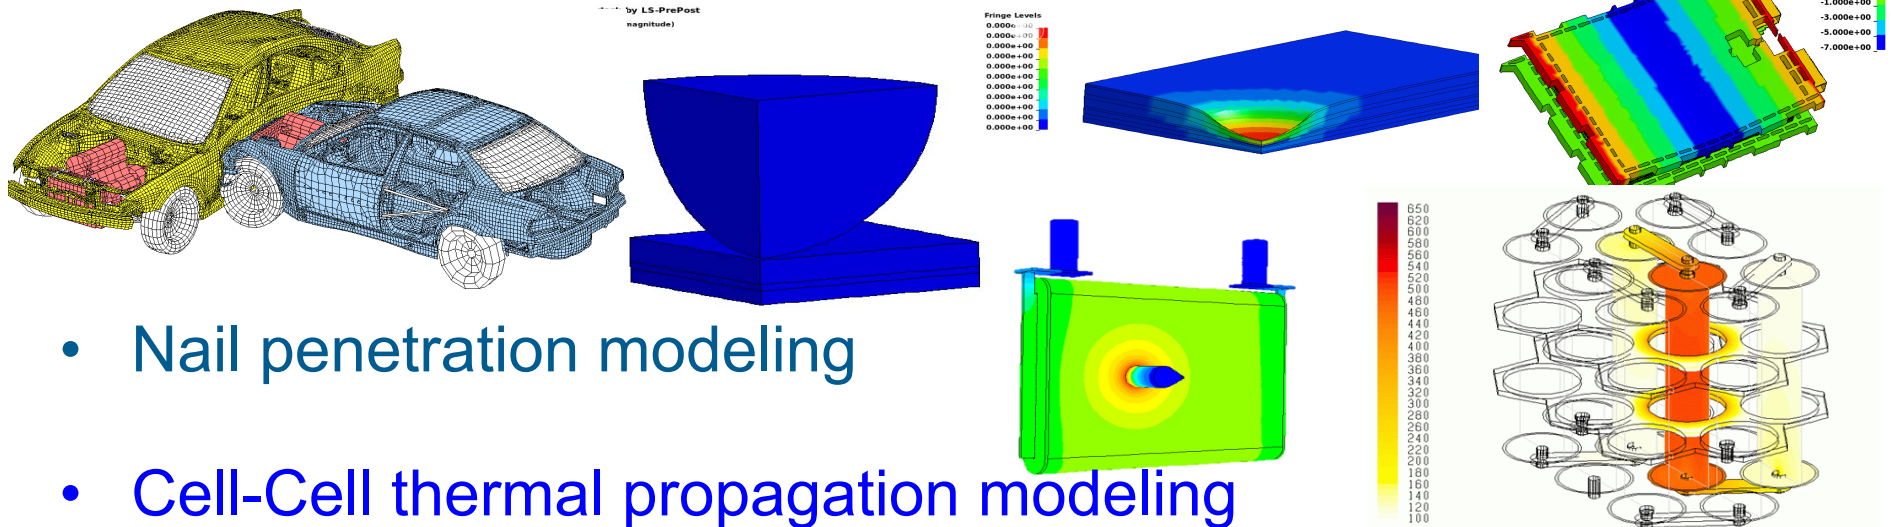 by LS-PrePost
magnitude)
Fringe Levels
0.000e+00
0.000e+00
0.000e+00
0.000e+00
0.000e+00
0.000e+00
0.000e+00
0.000e+00
0.000e+00
0.000e+00
0.000e+00
-1.000e+00
-3.000e+00
-5.000e+00
-7.000e+00
• Nail penetration modeling
• Cell-Cell thermal propagation modeling
650
620
600
580
560
540
520
500
480
460
440
420
400
380
360
340
320
300
280
260
240
220
200
180
160
140
120
100